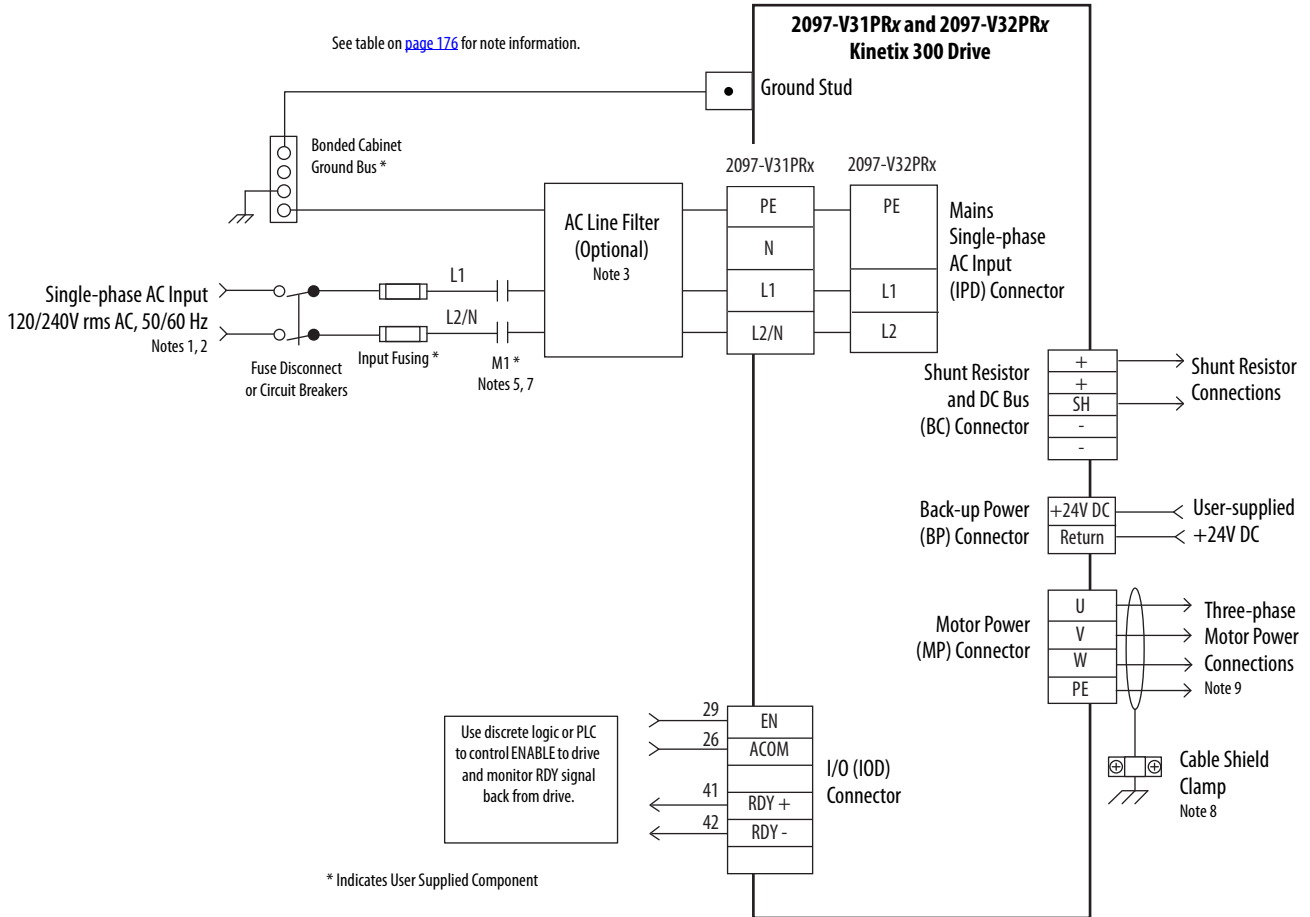 2097-V31PRx and 2097-V32PRx
Kinetix 300 Drive
See table on page 176 for note information.
Ground Stud
Bonded Cabinet
Ground Bus *
2097-V31PRx
2097-V32PRx
AC Line Filter
(Optional)
Note 3
PE
N
L1
L2/N
PE
L1
L2
Mains
Single-phase
AC Input
(IPD) Connector
Single-phase AC Input
120/240V rms AC, 50/60 Hz
Notes 1, 2
L1
L2/N
Fuse Disconnect
or Circuit Breakers
Input Fusing *
M1 *
Notes 5, 7
Shunt Resistor
and DC Bus
(BC) Connector
+
+
SH
-
-
Shunt Resistor
Connections
Back-up Power
(BP) Connector
+24V DC
Return
User-supplied
+24V DC
Motor Power
(MP) Connector
U
V
W
PE
Three-phase
Motor Power
Connections
Note 9
Cable Shield
Clamp
Note 8
Use discrete logic or PLC
to control ENABLE to drive
and monitor RDY signal
back from drive.
29
26
41
42
EN
ACOM
RDY +
RDY -
I/O (IOD)
Connector
* Indicates User Supplied Component